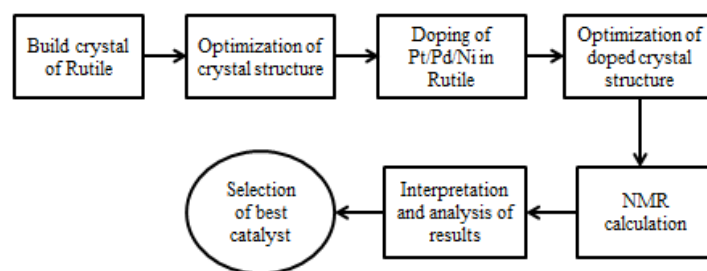 Build crystal
of Rutile
Optimization of
crystal structure
Doping of
Pt/Pd/Ni in
Rutile
Optimization of
doped crystal
structure
NMR
calculation
Interpretation
and analysis of
results
Selection
of best
catalyst